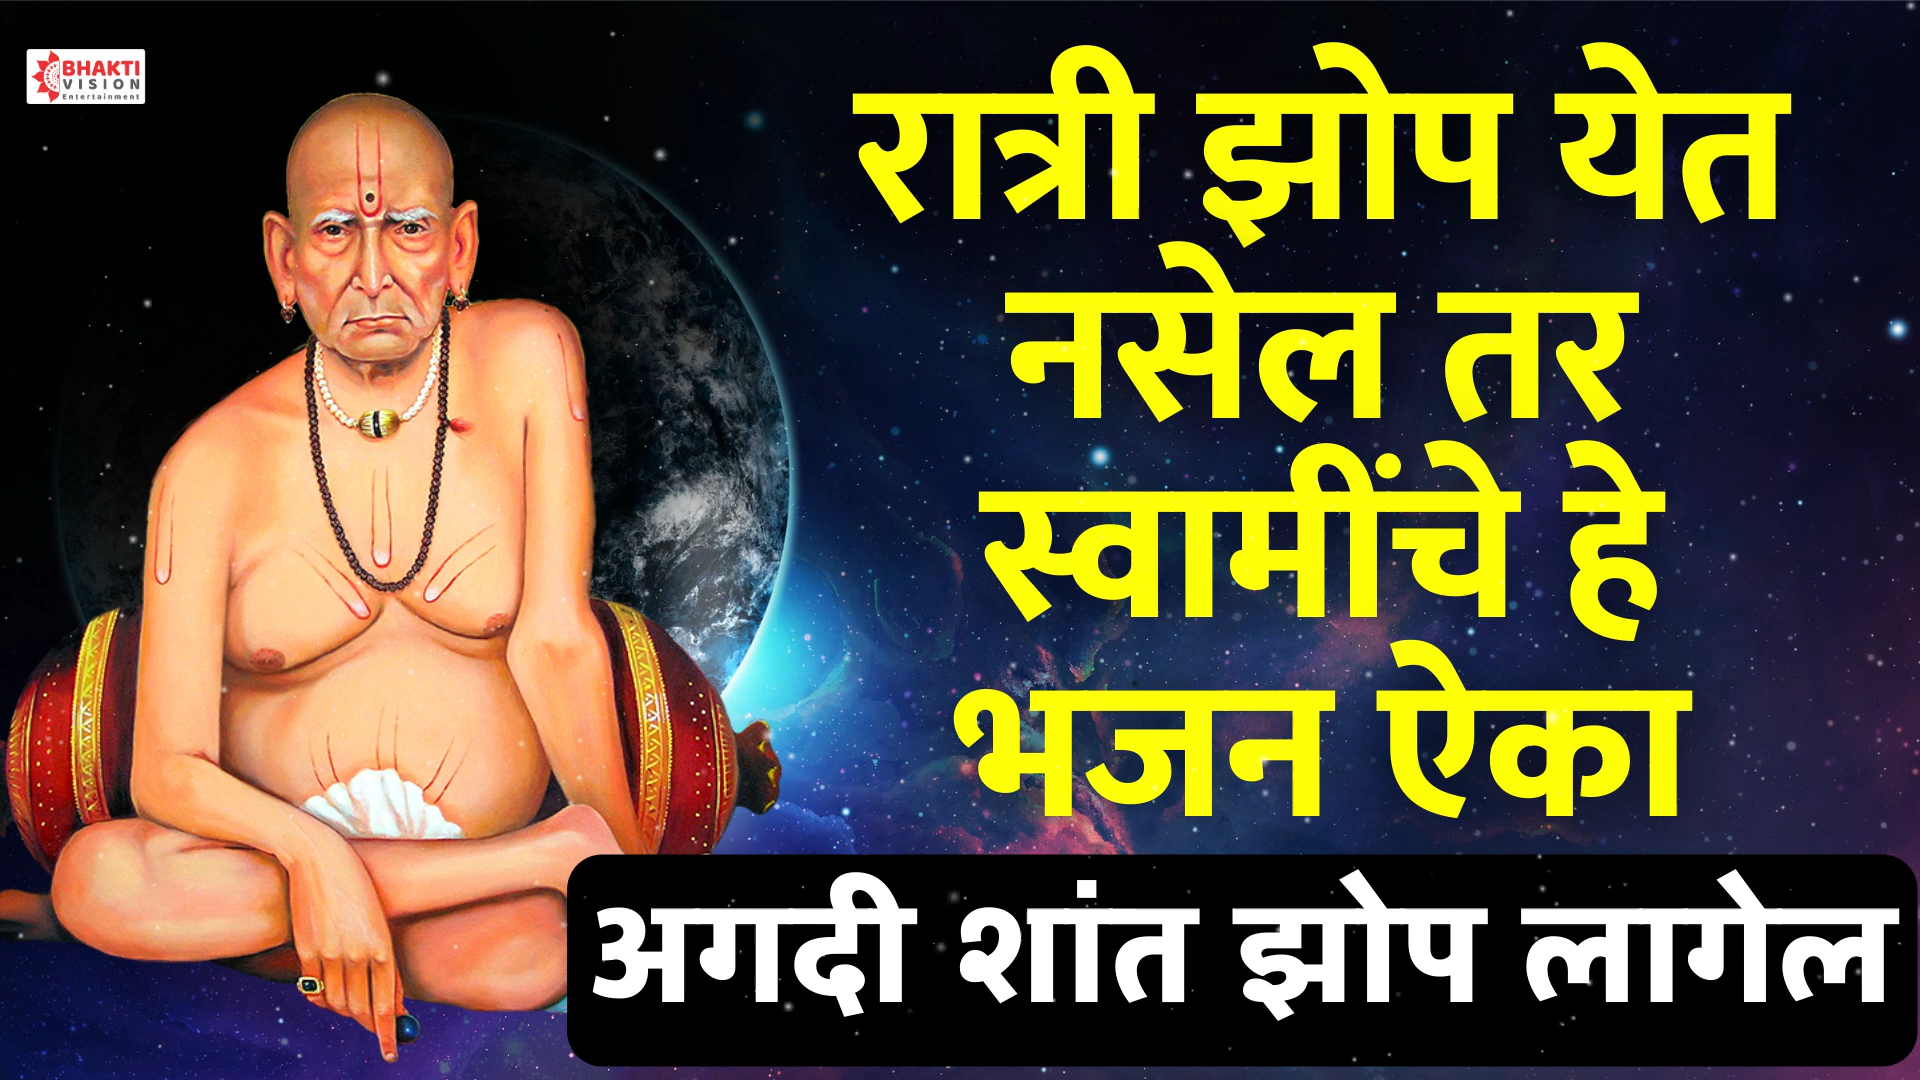 BHAKTI
VISION
Entertainment
रात्री झोप येत
नसेल तर
स्वामींचे हे
भजन ऐका
अगदी शांत झोप लागेल